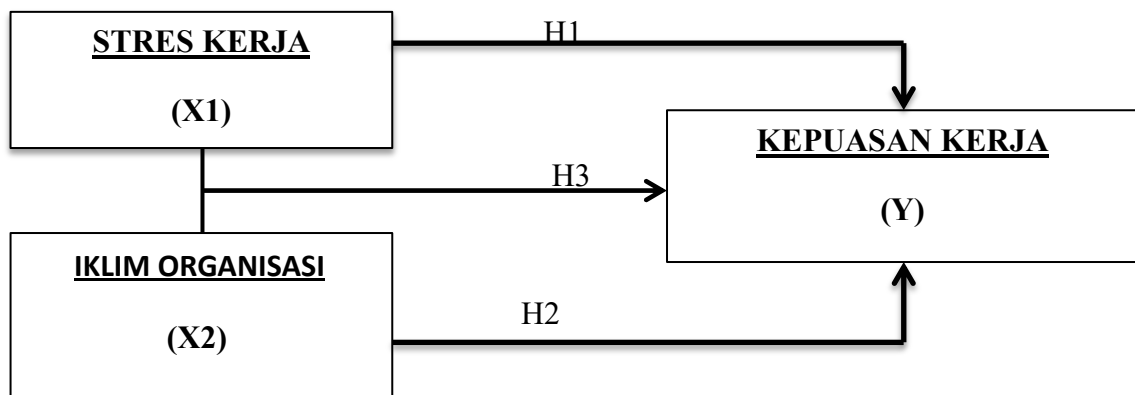 STRES KERJA
(X1)
H1
KEPUASAN KERJA
(Y)
H3
IKLIM ORGANISASI
(X2)
H2